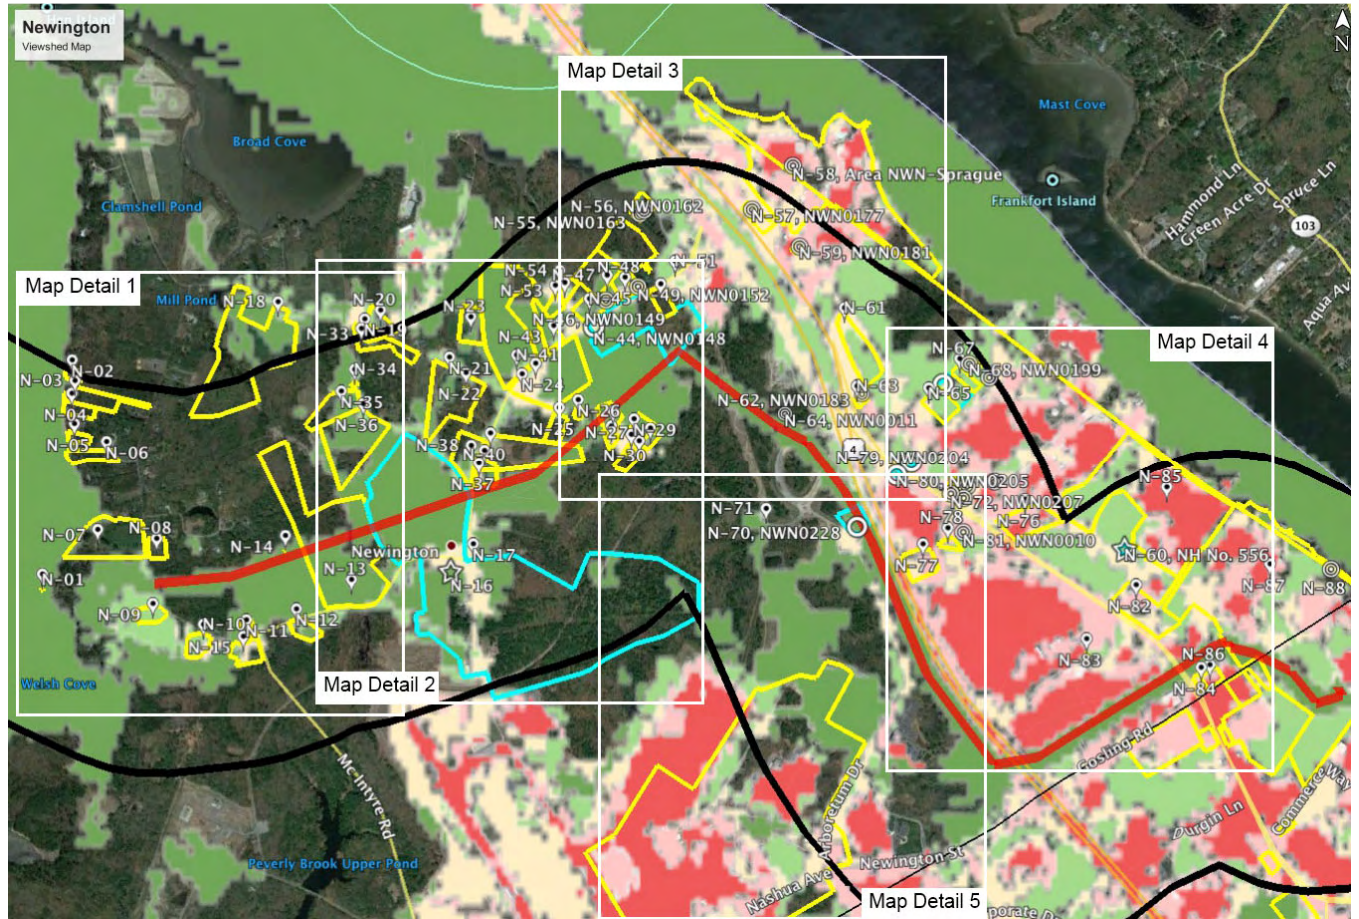 Newington
Viewshed Map
N
Map Detail 3
Mast Cove
Broad Cove
Hammond Ln
Green Acre Dr
Spruce Ln
N-58, Area NWN-Sprague
Frankfort Island
Clamshell Pond
N-56, NWN0162
N-55, NWN0163
N-57, NWN0177
103
N-59, NWN0181
Aqua Ave
Map Detail 1
Mill Pond
N-18
N-20
N-33
N-19
N-23
N-54
N-47
N-48
N-51
N-53
N-45
N-49, NWN0152
N-46, NWN0149
N-43
N-44, NWN0148
N-61
Map Detail 4
N-67
N-02
N-03
N-34
N-21
N-41
N-22
N-24
N-63
N-65
N-68, NWN0199
N-62, NWN0183
N-64, NWN0011
N-04
N-05
N-06
N-35
N-36
N-38
N-40
N-37
N-25
N-26
N-27
N-29
N-30
4
N-79, NWN0204
N-80, NWN0205
N-72, NWN0207
N-85
N-71
N-70, NWN0228
N-78
N-76
N-81, NWN0010
N-77
N-60, NH No. 556
N-07
N-08
N-14
Newington
N-17
N-16
N-13
N-01
N-09
N-10
N-11
N-12
N-15
N-82
N-87
N-88
N-83
N-86
N-84
Welsh Cove
Map Detail 2
Mc Intyre Rd
Gosling Rd
Commerce Way
Durgin Ln
Arboretum Dr
Newington St
Nashua Ave
Peverly Brook Upper Pond
Map Detail 5